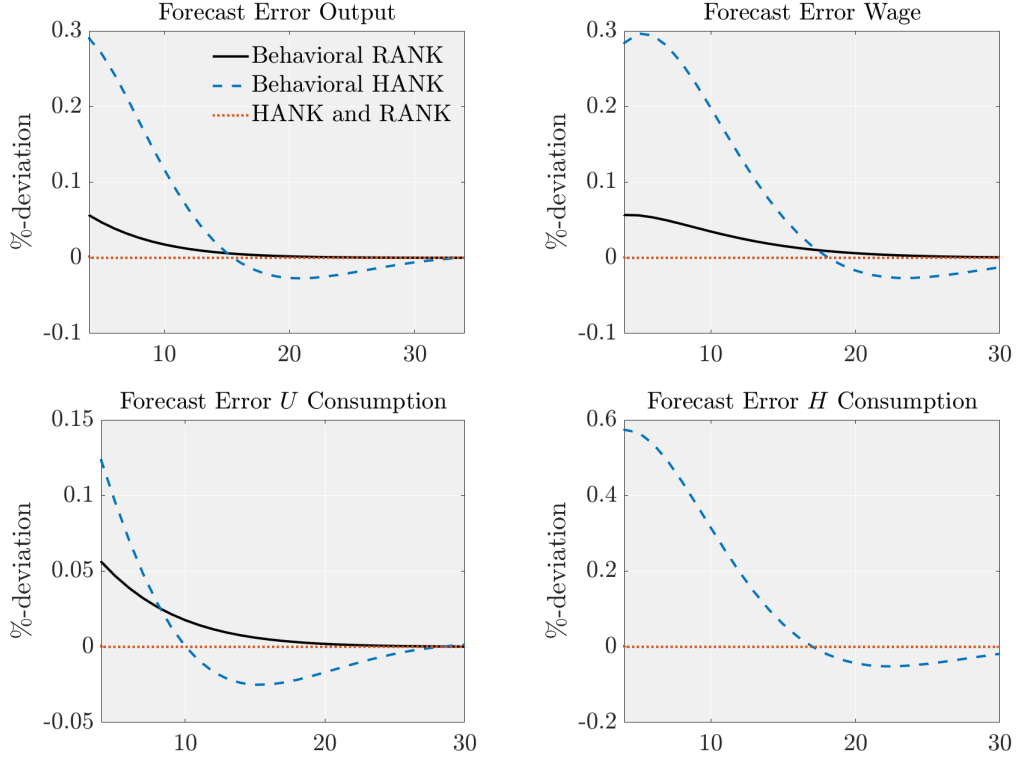 Forecast Error Output
%-deviation
0.3
0.2
0.1
0
-0.1
Behavioral RANK
Behavioral HANK
HANK and RANK
10
20
30
Forecast Error Wage
%-deviation
0.3
0.2
0.1
0
-0.1
10
20
30
Forecast Error U Consumption
%-deviation
0.15
0.1
0.05
0
-0.05
10
20
30
Forecast Error H Consumption
%-deviation
0.6
0.4
0.2
0
-0.2
10
20
30